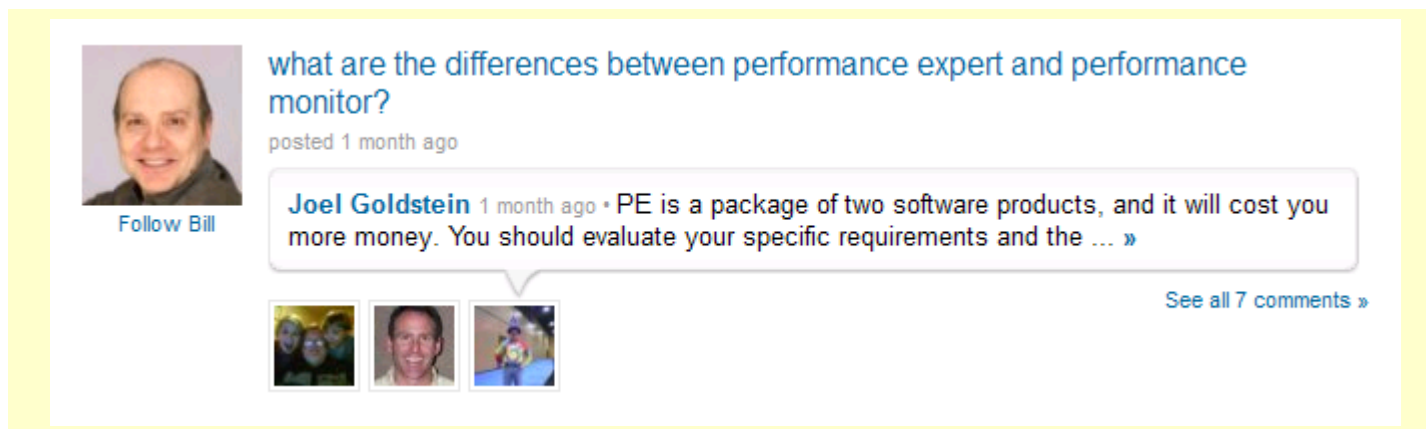 what are the differences between performance expert and performance
monitor?
posted 1 month ago
Follow Bill
Joel Goldstein 1 month ago • PE is a package of two software products, and it will cost you
more money. You should evaluate your specific requirements and the ... »
See all 7 comments »